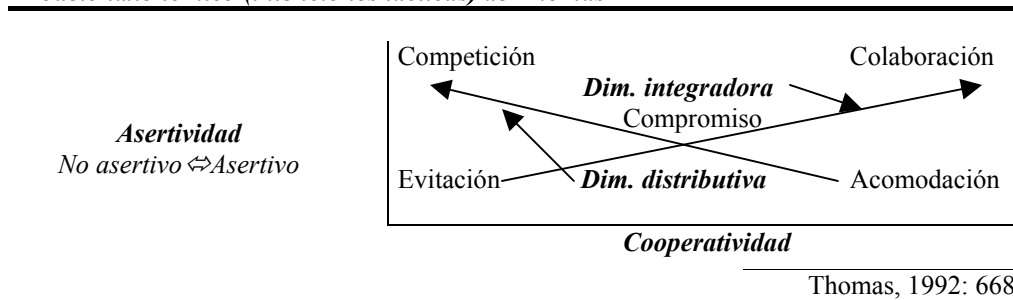 Competición Colaboración
Dim. integradora
Compromiso
Asertividad
No asertivo ⇔ Asertivo
Evitación Dim. distributiva Acomodación
Cooperatividad
Thomas, 1992: 668